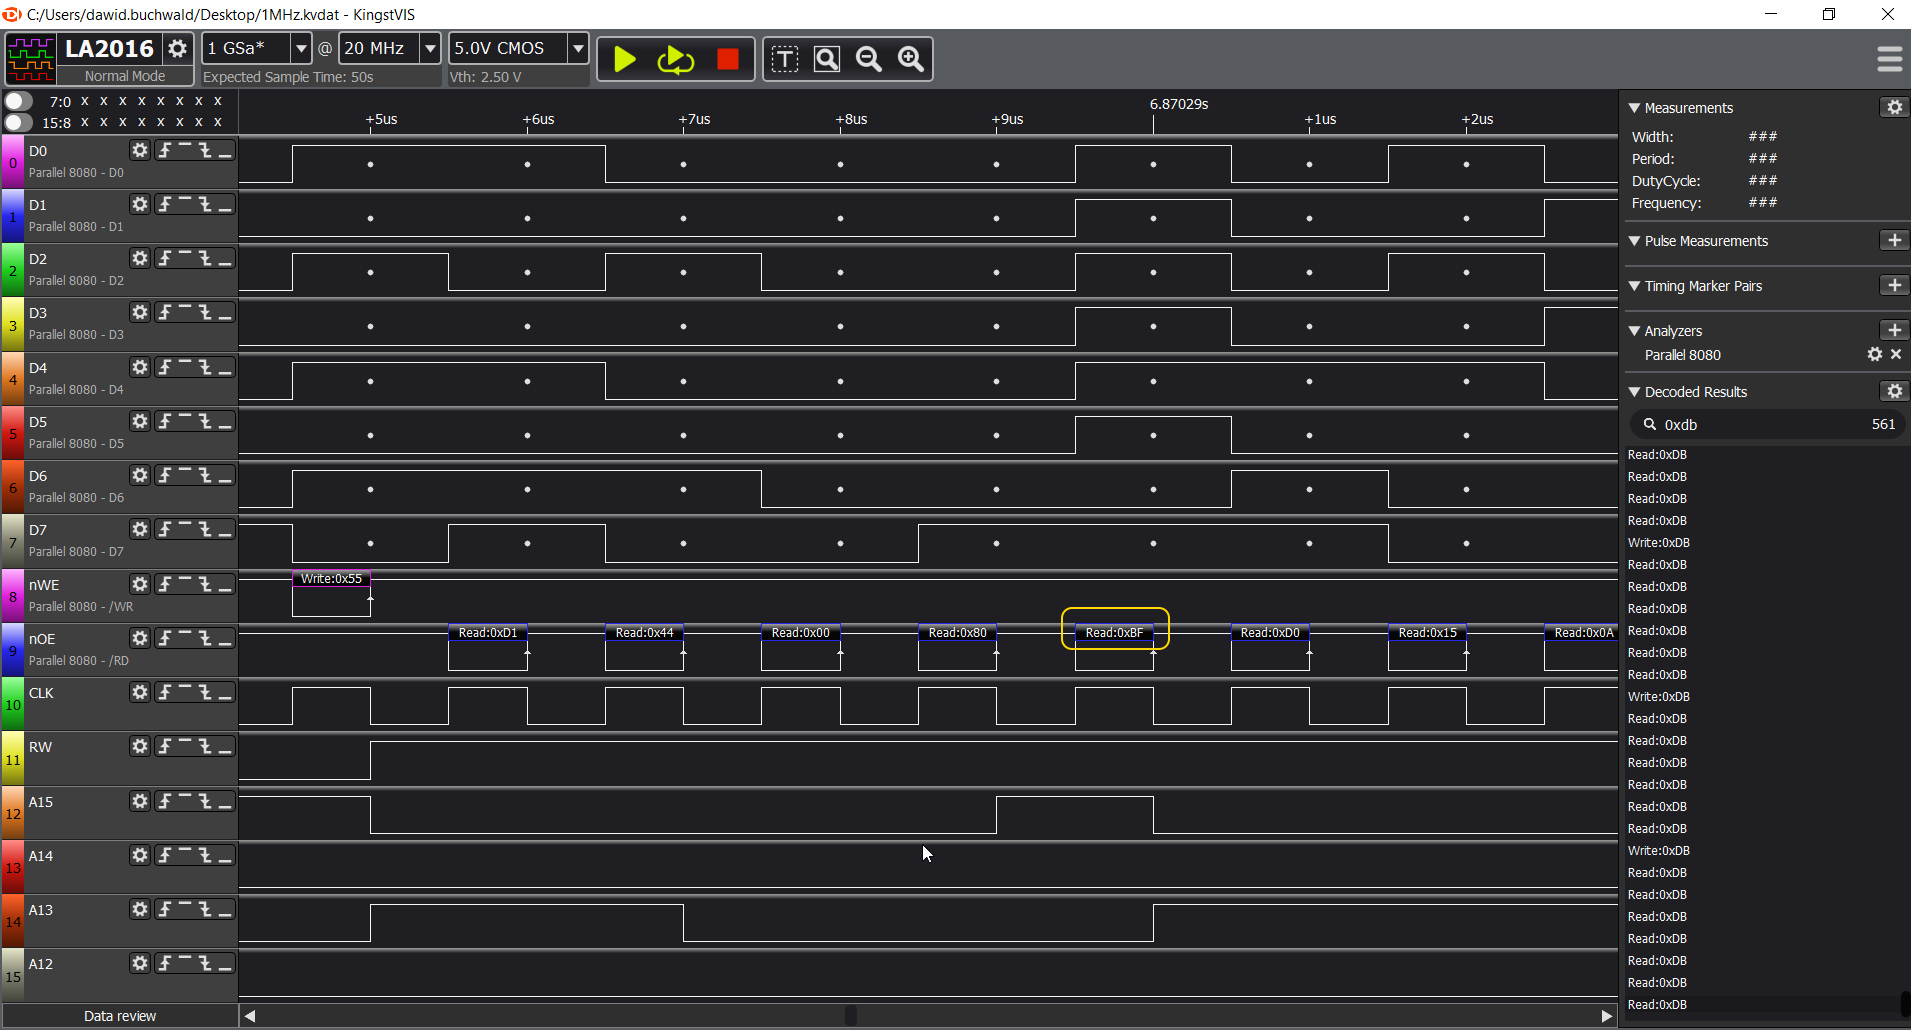 C:/Users/dawid.buchwald/Desktop/1MHz.kvdat - KingstVIS
LA2016
Normal Mode
1 GSa* @ 20 MHz 5.0V CMOS
Expected Sample Time: 50s Vth: 2.50 V
7:0 x x x x x x x x
15:8 x x x x x x x x
6.87029s
+5us +6us +7us +8us +9us +1us +2us
0 D0
Parallel 8080 - D0
1 D1
Parallel 8080 - D1
2 D2
Parallel 8080 - D2
3 D3
Parallel 8080 - D3
4 D4
Parallel 8080 - D4
5 D5
Parallel 8080 - D5
6 D6
Parallel 8080 - D6
7 D7
Parallel 8080 - D7
8 nWE
Parallel 8080 - /WR
Write:0x55
9 nOE
Parallel 8080 - /RD
Read:0xD1 Read:0x44 Read:0x00 Read:0x80 Read:0xBF Read:0xD0 Read:0x15 Read:0x0A
10 CLK
11 RW
12 A15
13 A14
14 A13
15 A12
Data review
Measurements
Width: ###
Period: ###
DutyCycle: ###
Frequency: ###
Pulse Measurements
Timing Marker Pairs
Analyzers
Parallel 8080
Decoded Results
0xdb 561
Read:0xDB
Read:0xDB
Read:0xDB
Read:0xDB
Write:0xDB
Read:0xDB
Read:0xDB
Read:0xDB
Read:0xDB
Read:0xDB
Read:0xDB
Write:0xDB
Read:0xDB
Read:0xDB
Read:0xDB
Read:0xDB
Read:0xDB
Read:0xDB
Write:0xDB
Read:0xDB
Read:0xDB
Read:0xDB
Read:0xDB
Read:0xDB
Read:0xDB
Read:0xDB